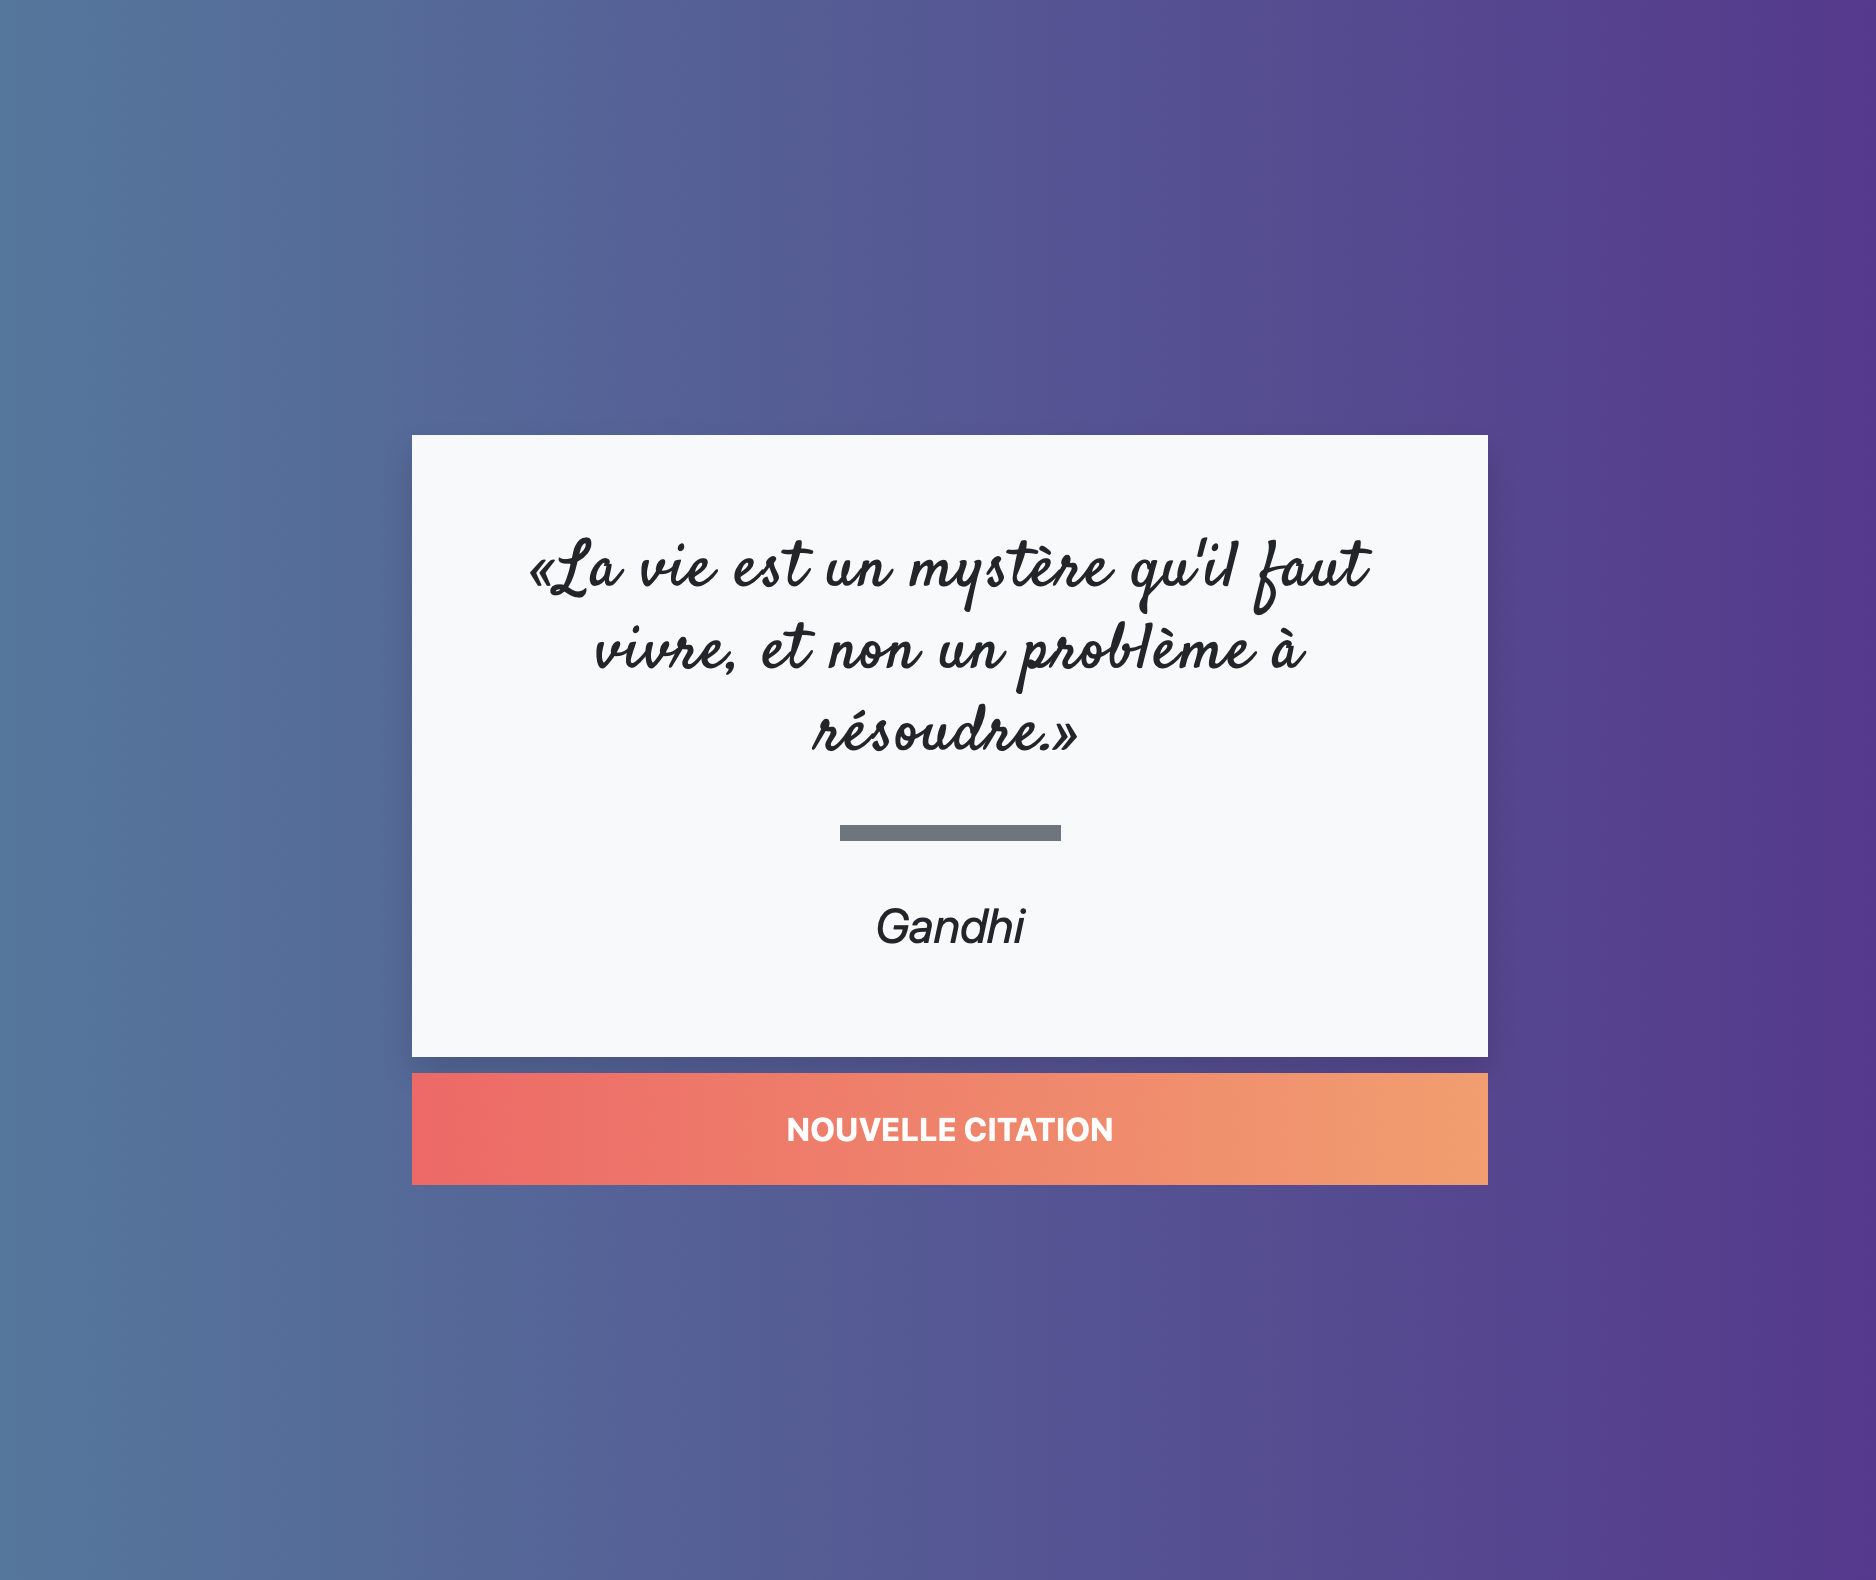 «La vie est un mystère qu'il faut
vivre, et non un problème à
résoudre.»
Gandhi
NOUVELLE CITATION